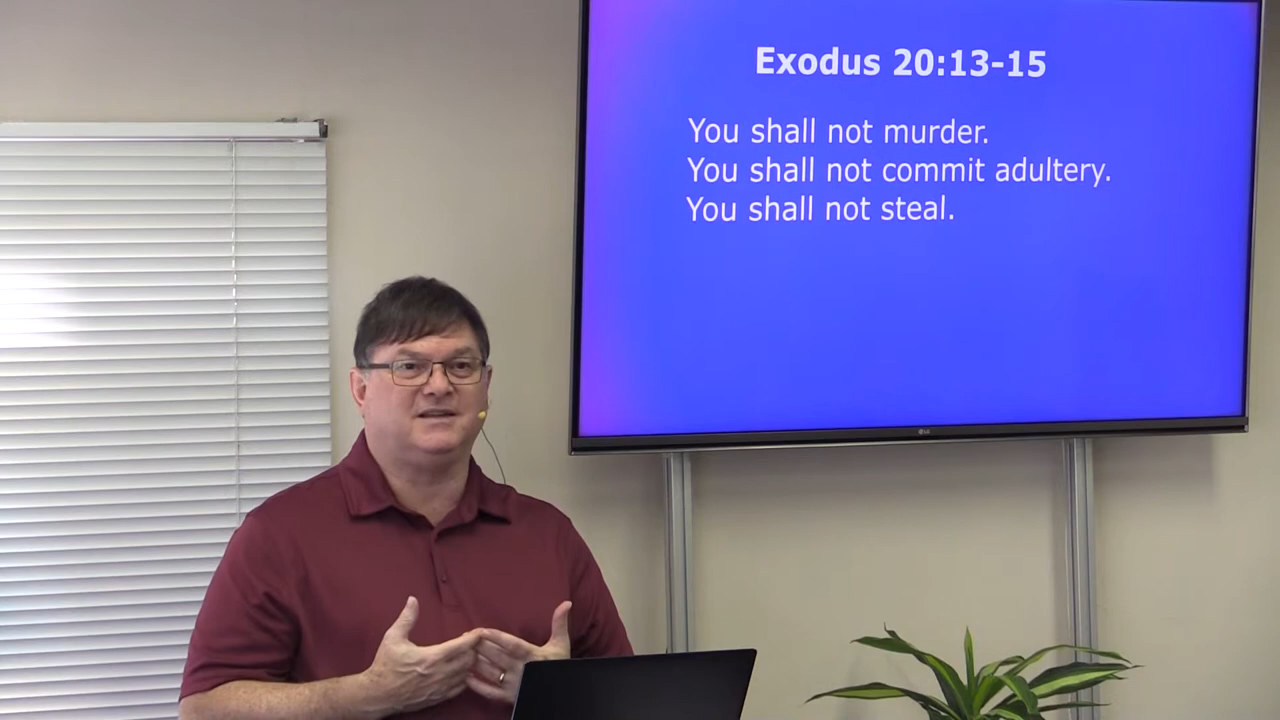 Exodus 20:13-15
You shall not murder.
You shall not commit adultery.
You shall not steal.
LG